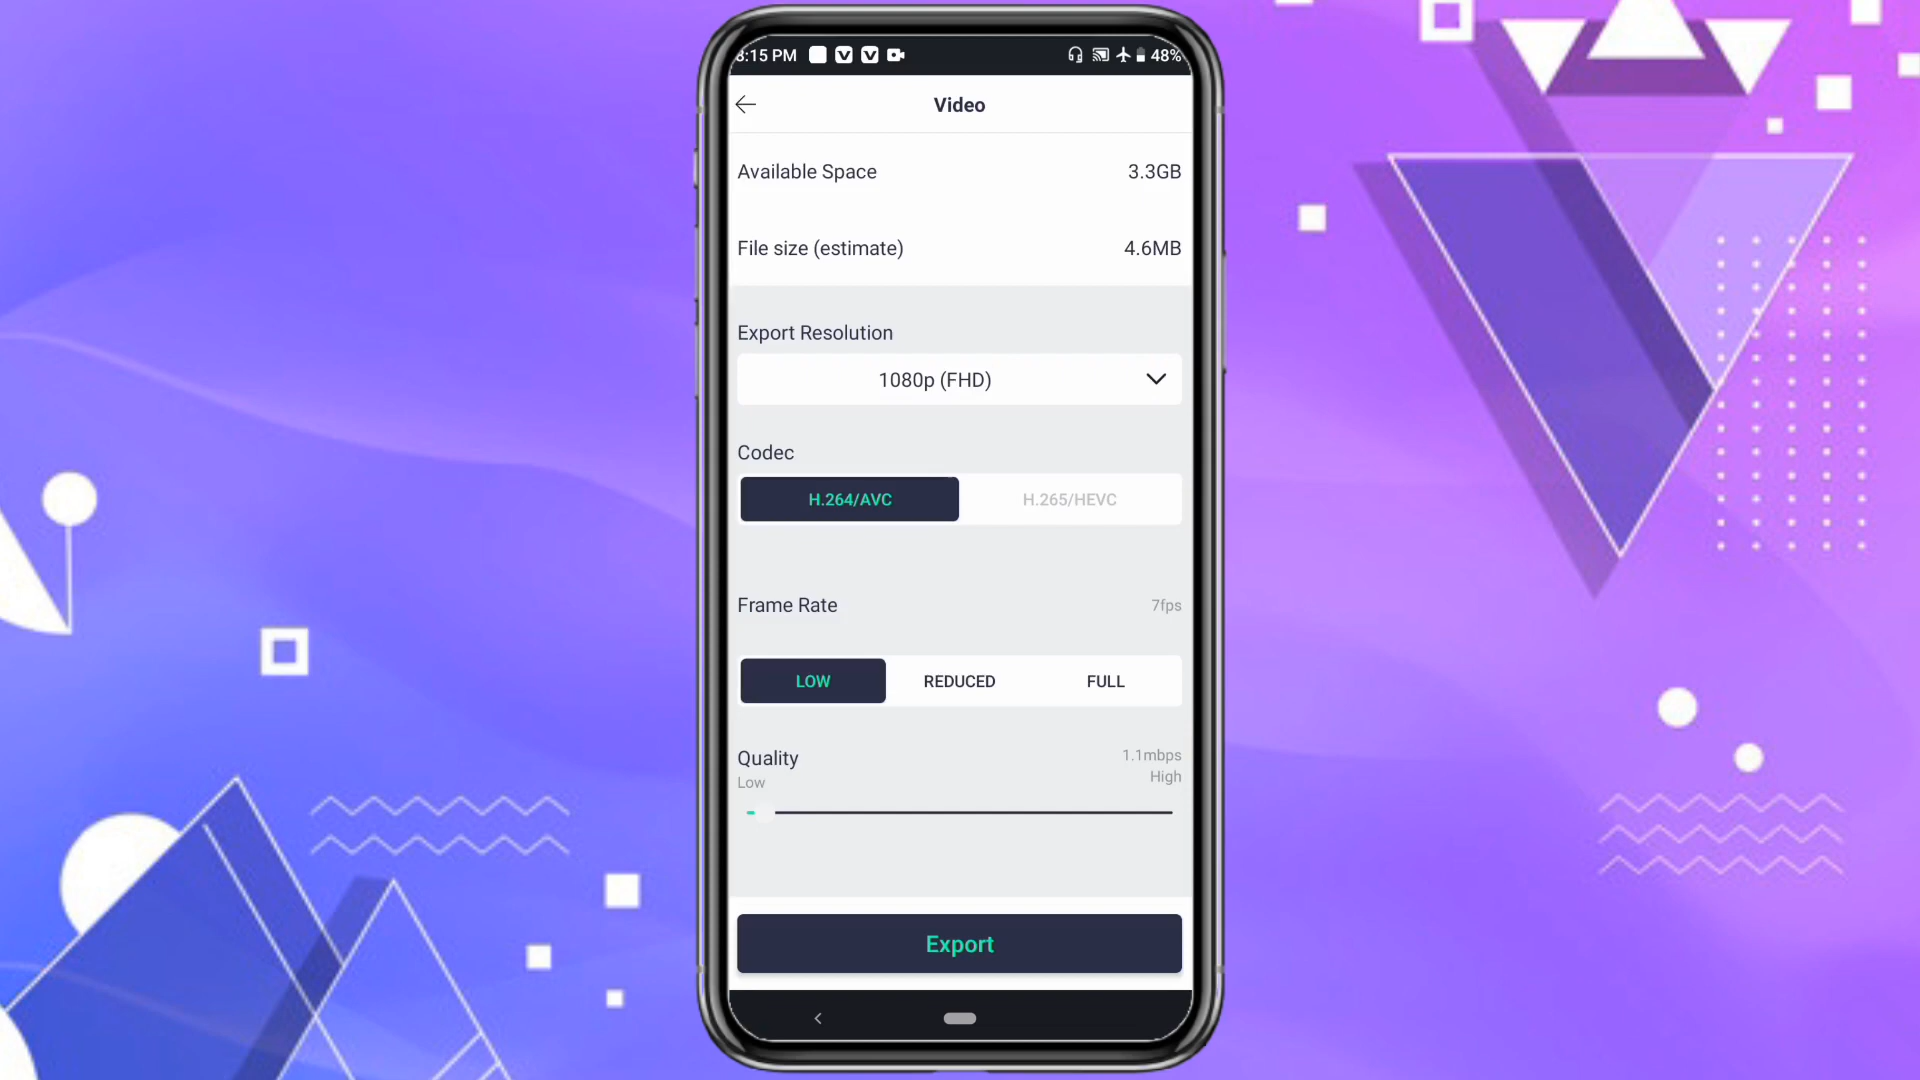 8:15 PM 48%
Video
Available Space 3.3GB
File size (estimate) 4.6MB
Export Resolution
1080p (FHD)
Codec
H.264/AVC H.265/HEVC
Frame Rate 7fps
LOW REDUCED FULL
Quality 1.1mbps
Low High
Export